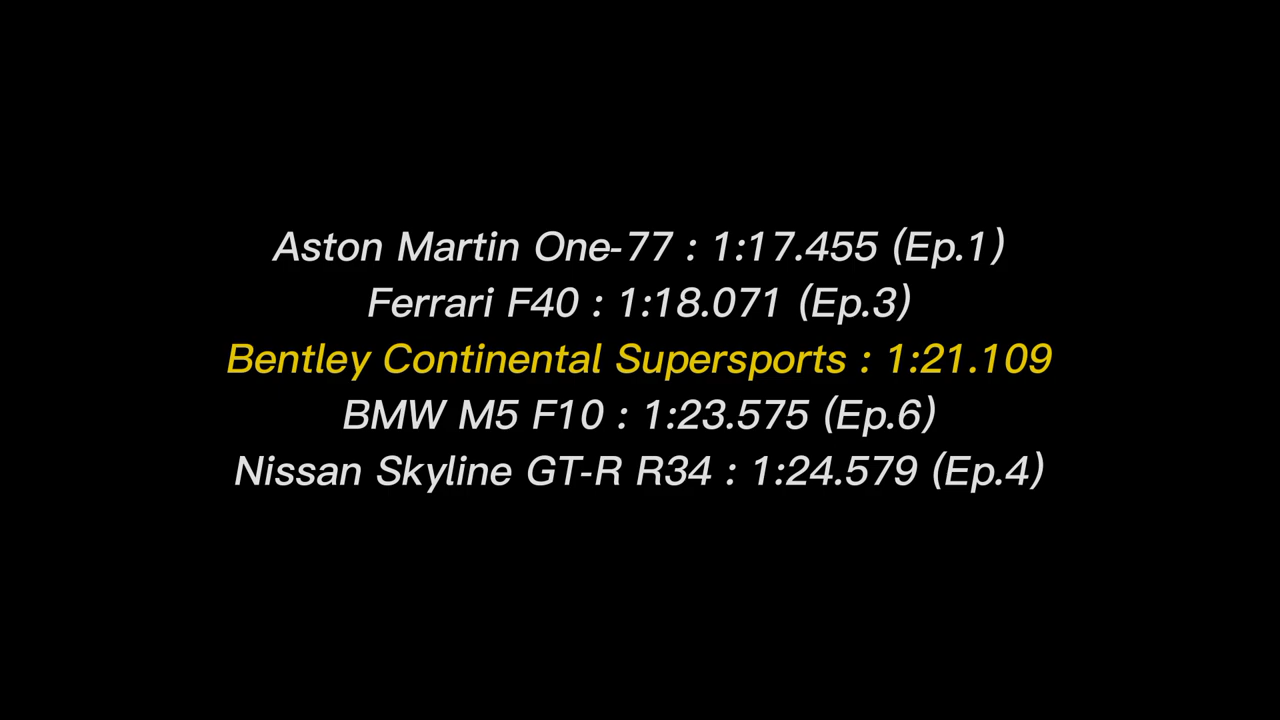 Aston Martin One-77 : 1:17.455 (Ep.1)
Ferrari F40 : 1:18.071 (Ep.3)
Bentley Continental Supersports : 1:21.109
BMW M5 F10 : 1:23.575 (Ep.6)
Nissan Skyline GT-R R34 : 1:24.579 (Ep.4)